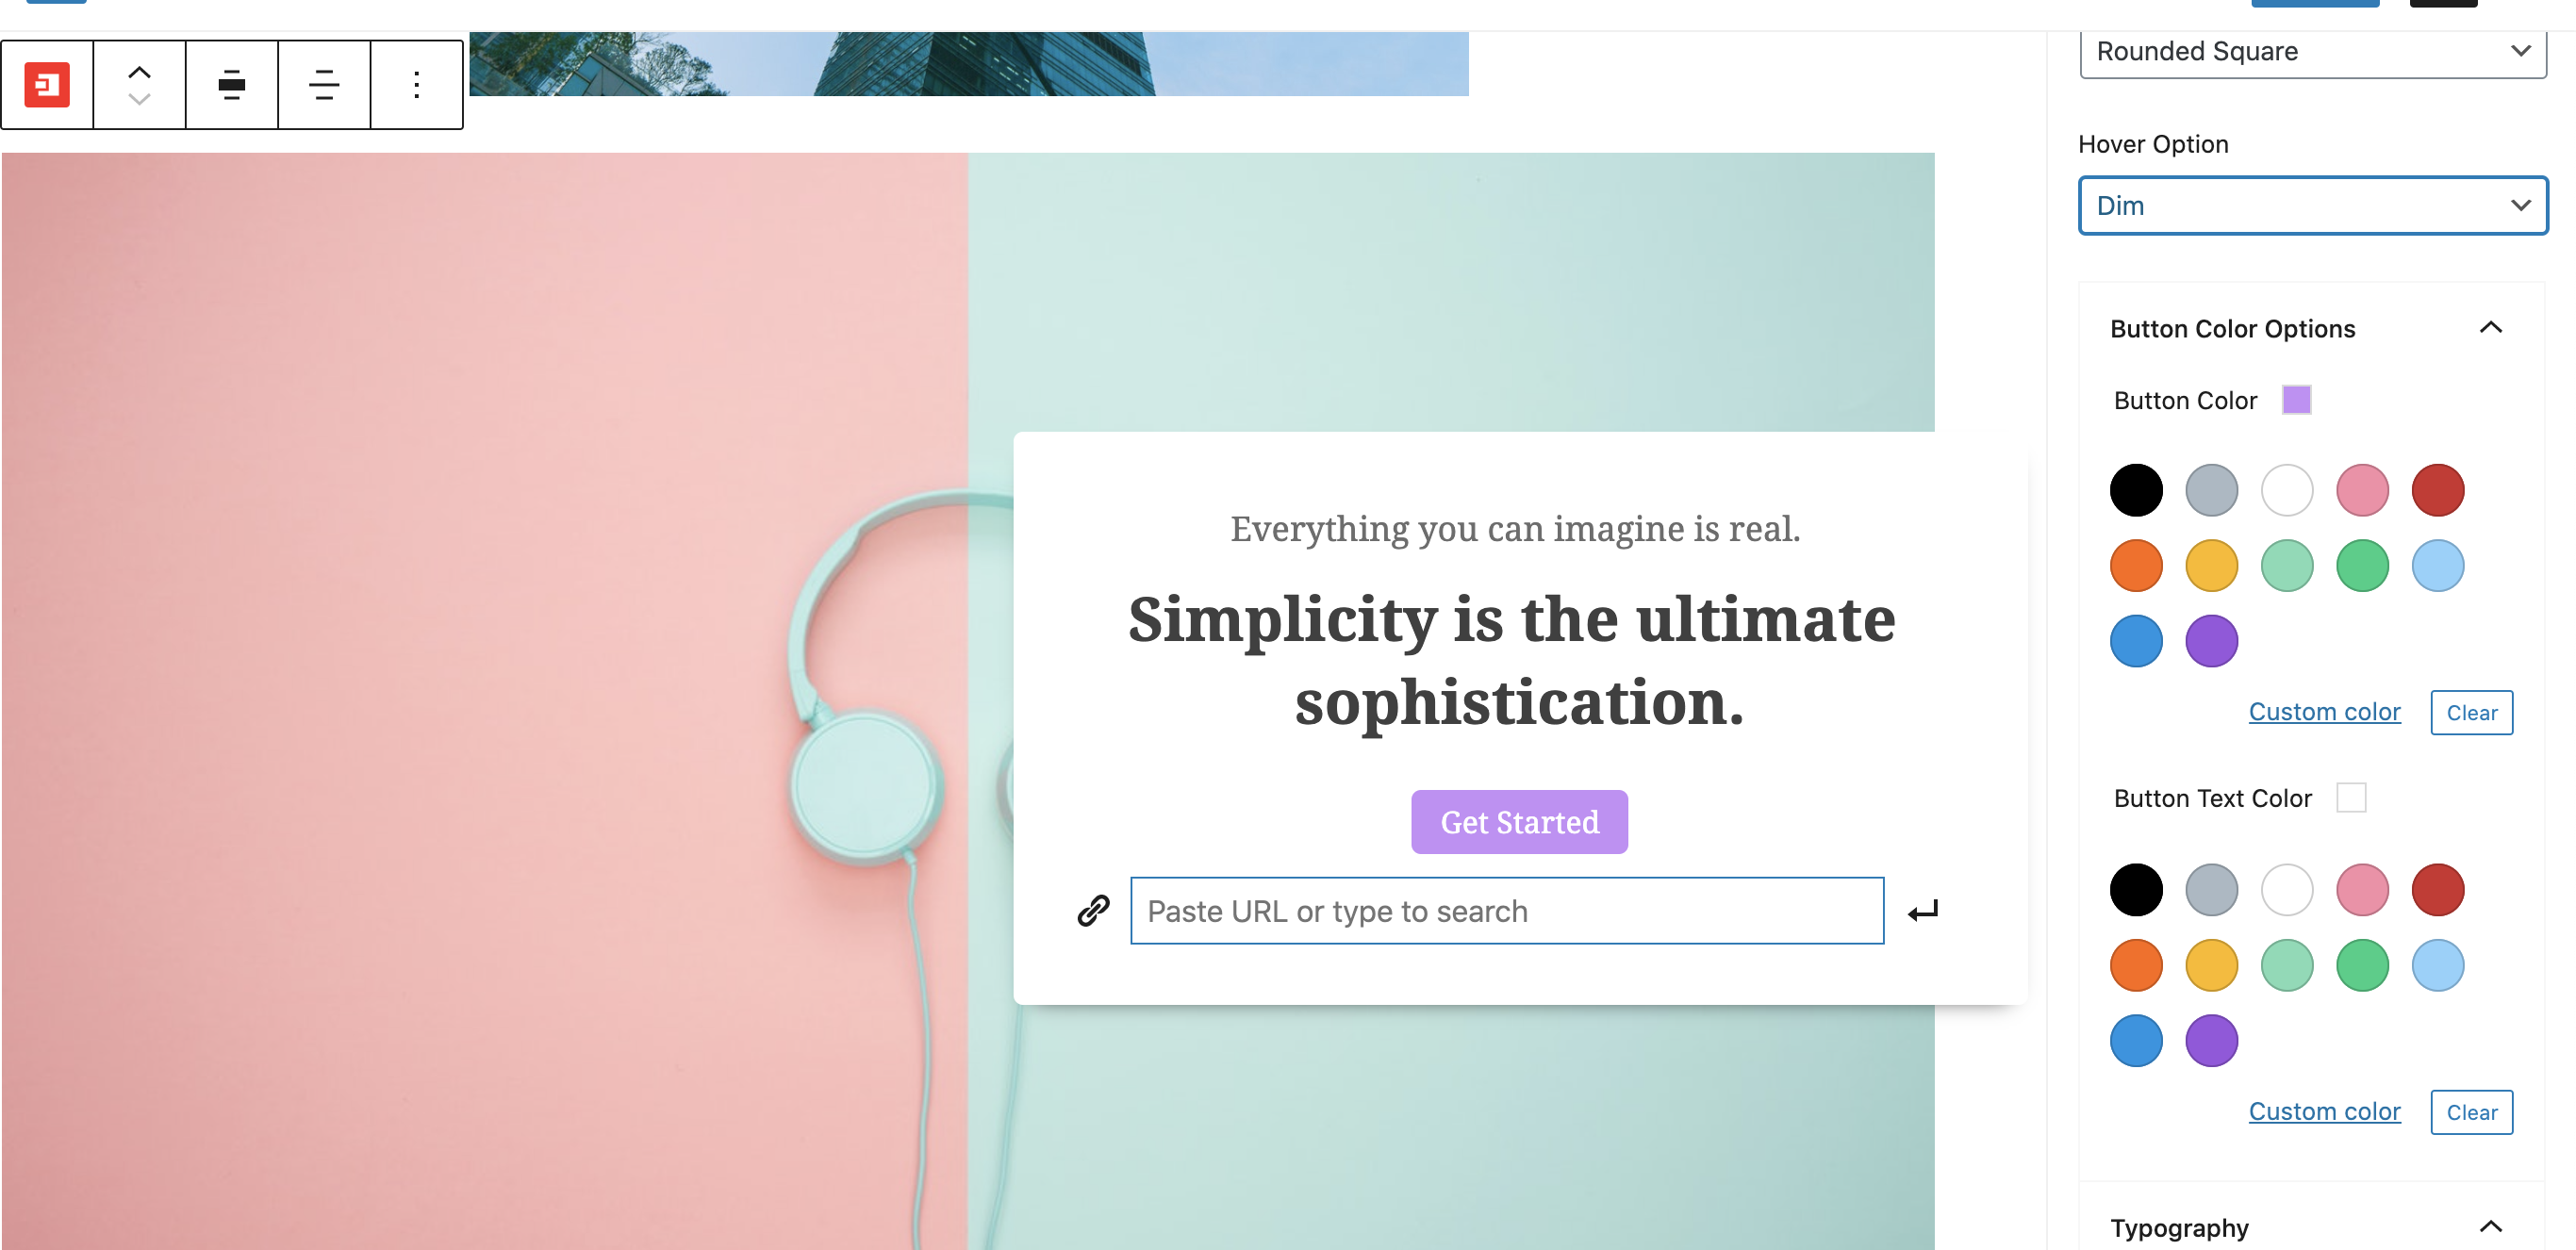 Rounded Square
Hover Option
Dim
Button Color Options
Button Color
Custom color
Clear
Button Text Color
Custom color
Clear
Typography
Everything you can imagine is real.
Simplicity is the ultimate
sophistication.
Get Started
Paste URL or type to search